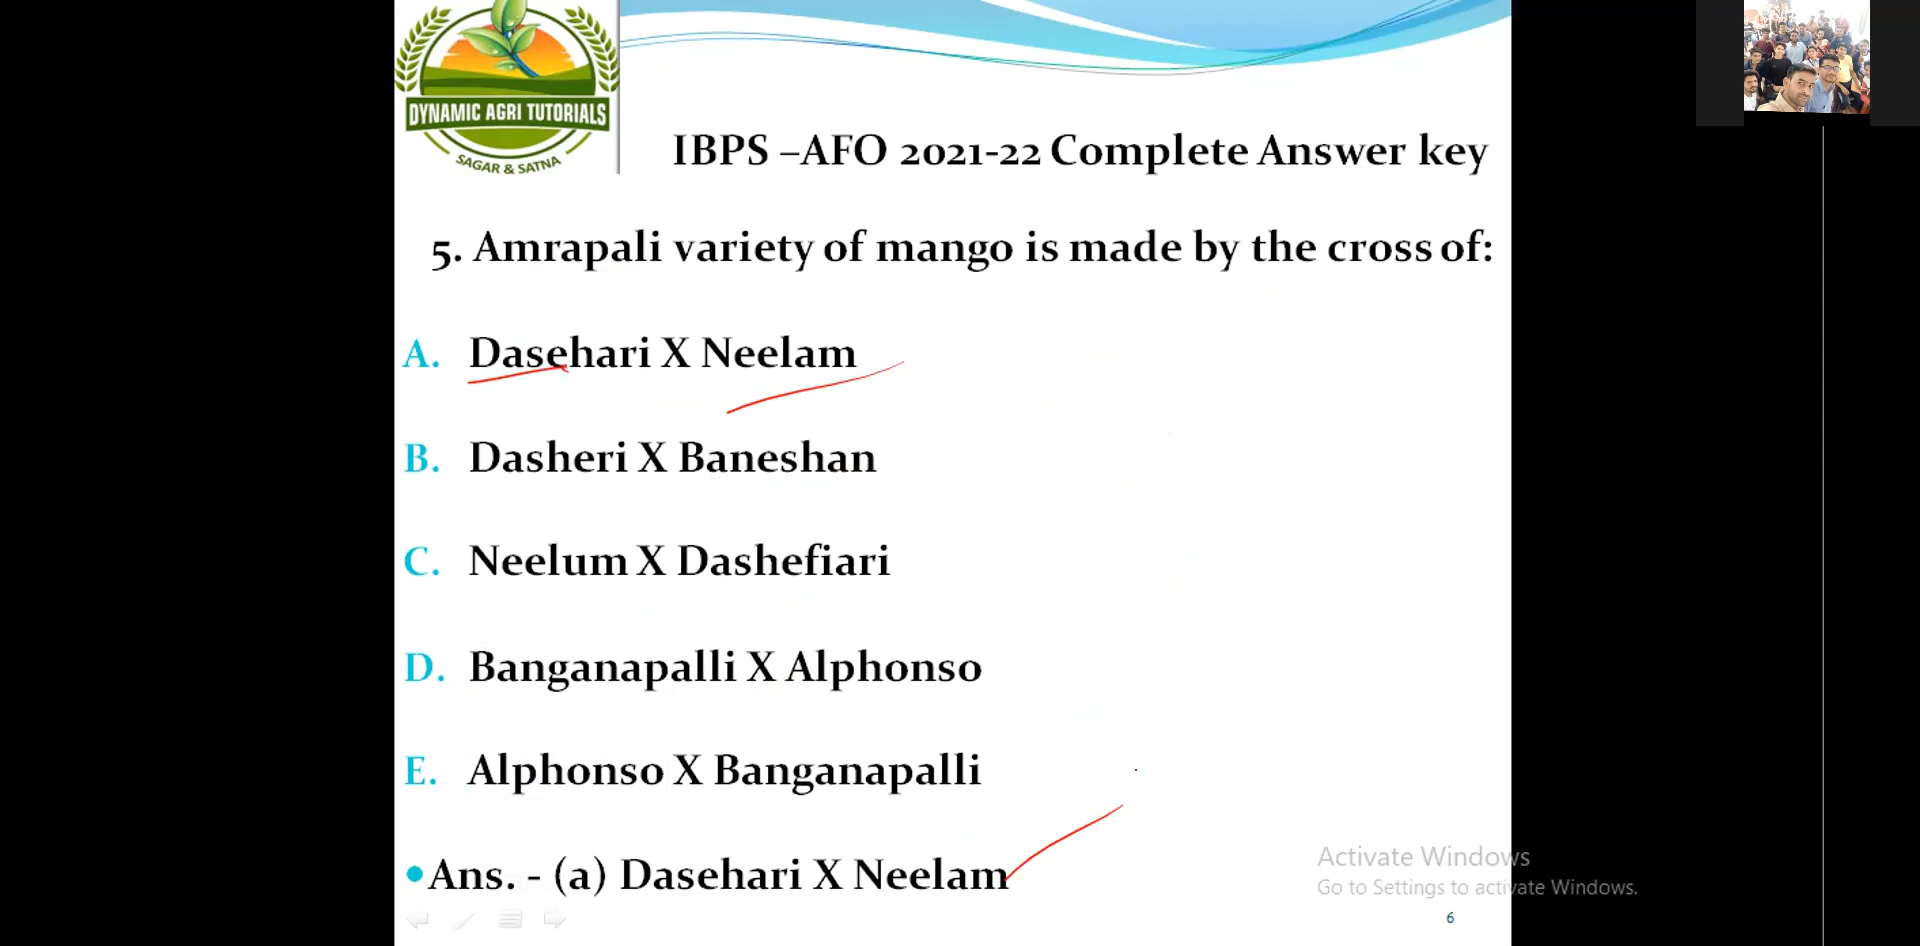 DYNAMIC AGRI TUTORIALS
SAGAR & SATNA
IBPS –AFO 2021-22 Complete Answer key
5. Amrapali variety of mango is made by the cross of:
A. Dasehari X Neelam
B. Dasheri X Baneshan
C. Neelum X Dashefiari
D. Banganapalli X Alphonso
E. Alphonso X Banganapalli
•Ans. - (a) Dasehari X Neelam
Activate Windows
Go to Settings to activate Windows.
6